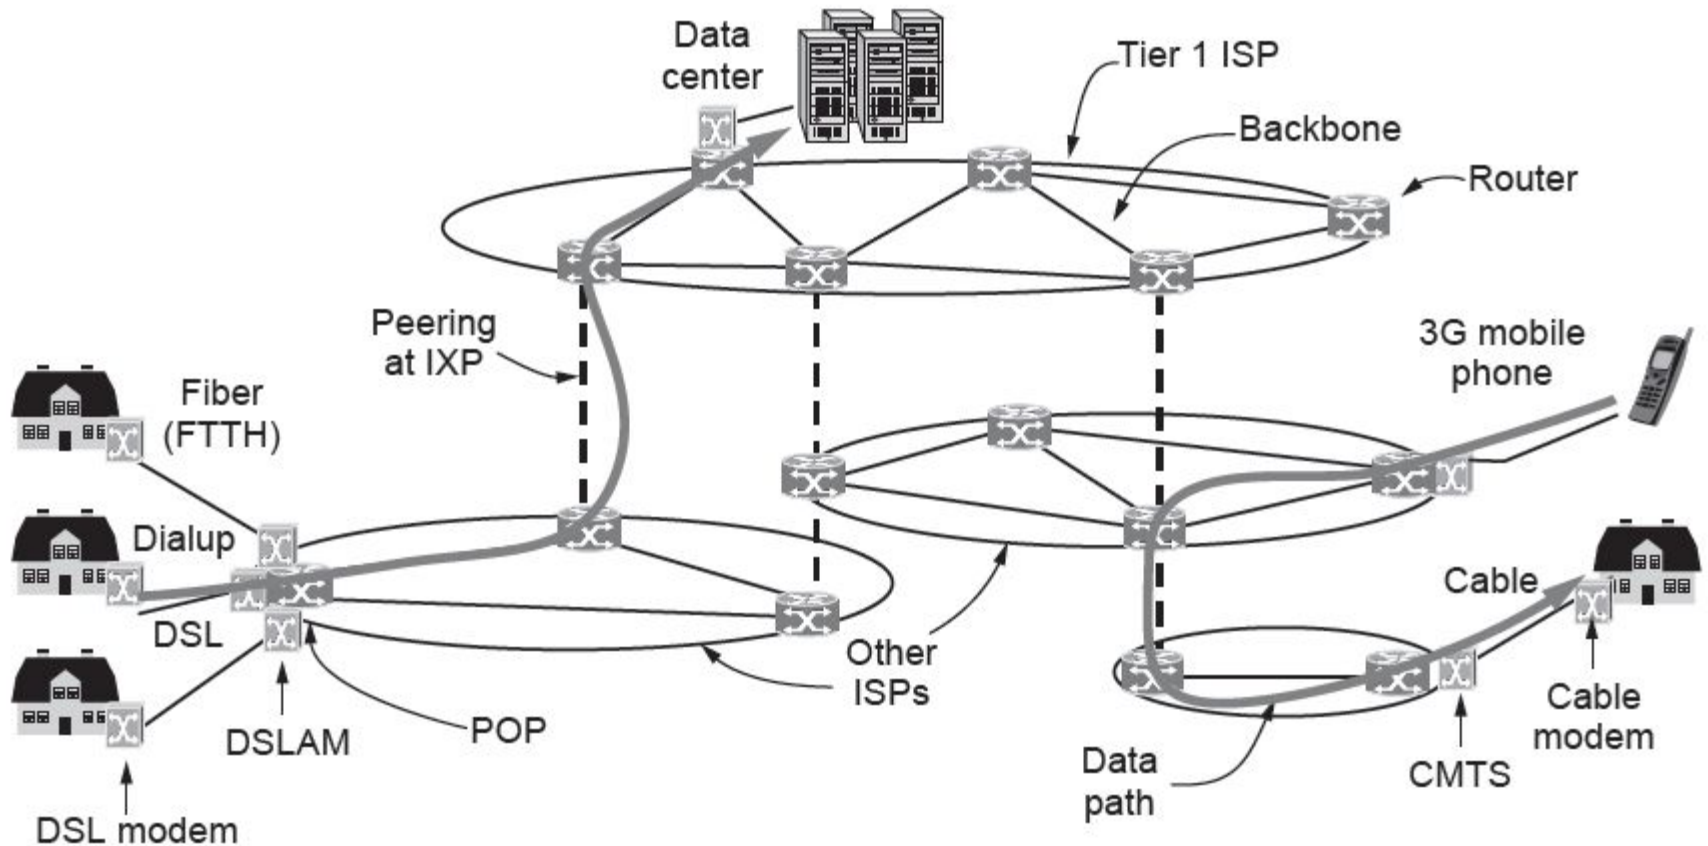 Data
center
Tier 1 ISP
Backbone
Router
Peering
at IXP
3G mobile
phone
Fiber
(FTTH)
Dialup
DSL
Cable
Other
ISPs
DSLAM
POP
Data
path
CMTS
Cable
modem
DSL modem